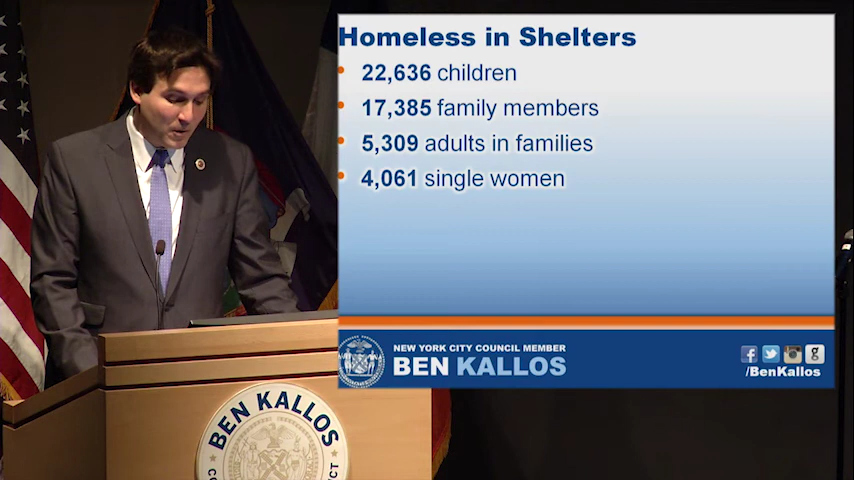 Homeless in Shelters
22,636 children
17,385 family members
5,309 adults in families
4,061 single women
NEW YORK CITY COUNCIL MEMBER
BEN KALLOS
/BenKallos
BEN KALLOS